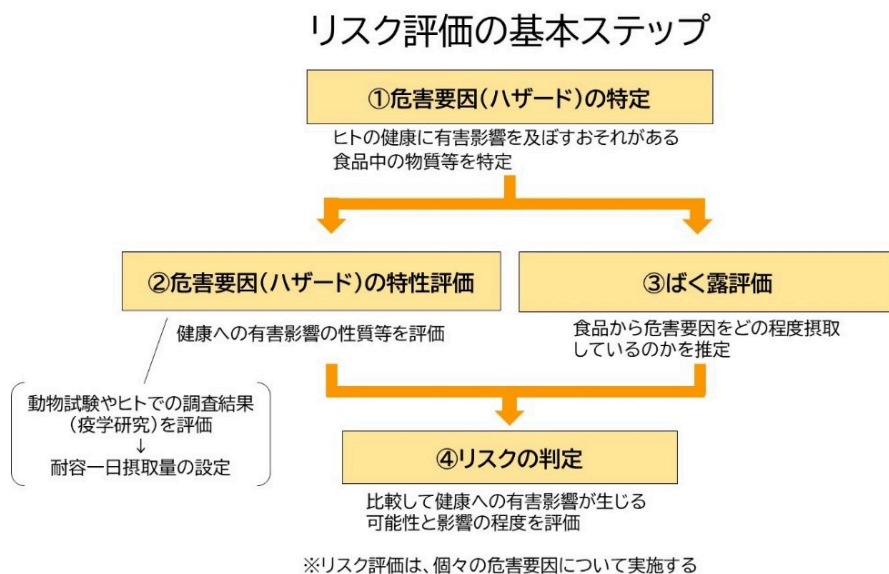 リスク評価の基本ステップ
①危害要因(ハザード)の特定
ヒトの健康に有害影響を及ぼすおそれがある
食品中の物質等を特定
②危害要因(ハザード)の特性評価
健康への有害影響の性質等を評価
動物試験やヒトでの調査結果
(疫学研究)を評価
↓
耐容一日摂取量の設定
③ばく露評価
食品から危害要因をどの程度摂取
しているのかを推定
④リスクの判定
比較して健康への有害影響が生じる
可能性と影響の程度を評価
※リスク評価は、個々の危害要因について実施する